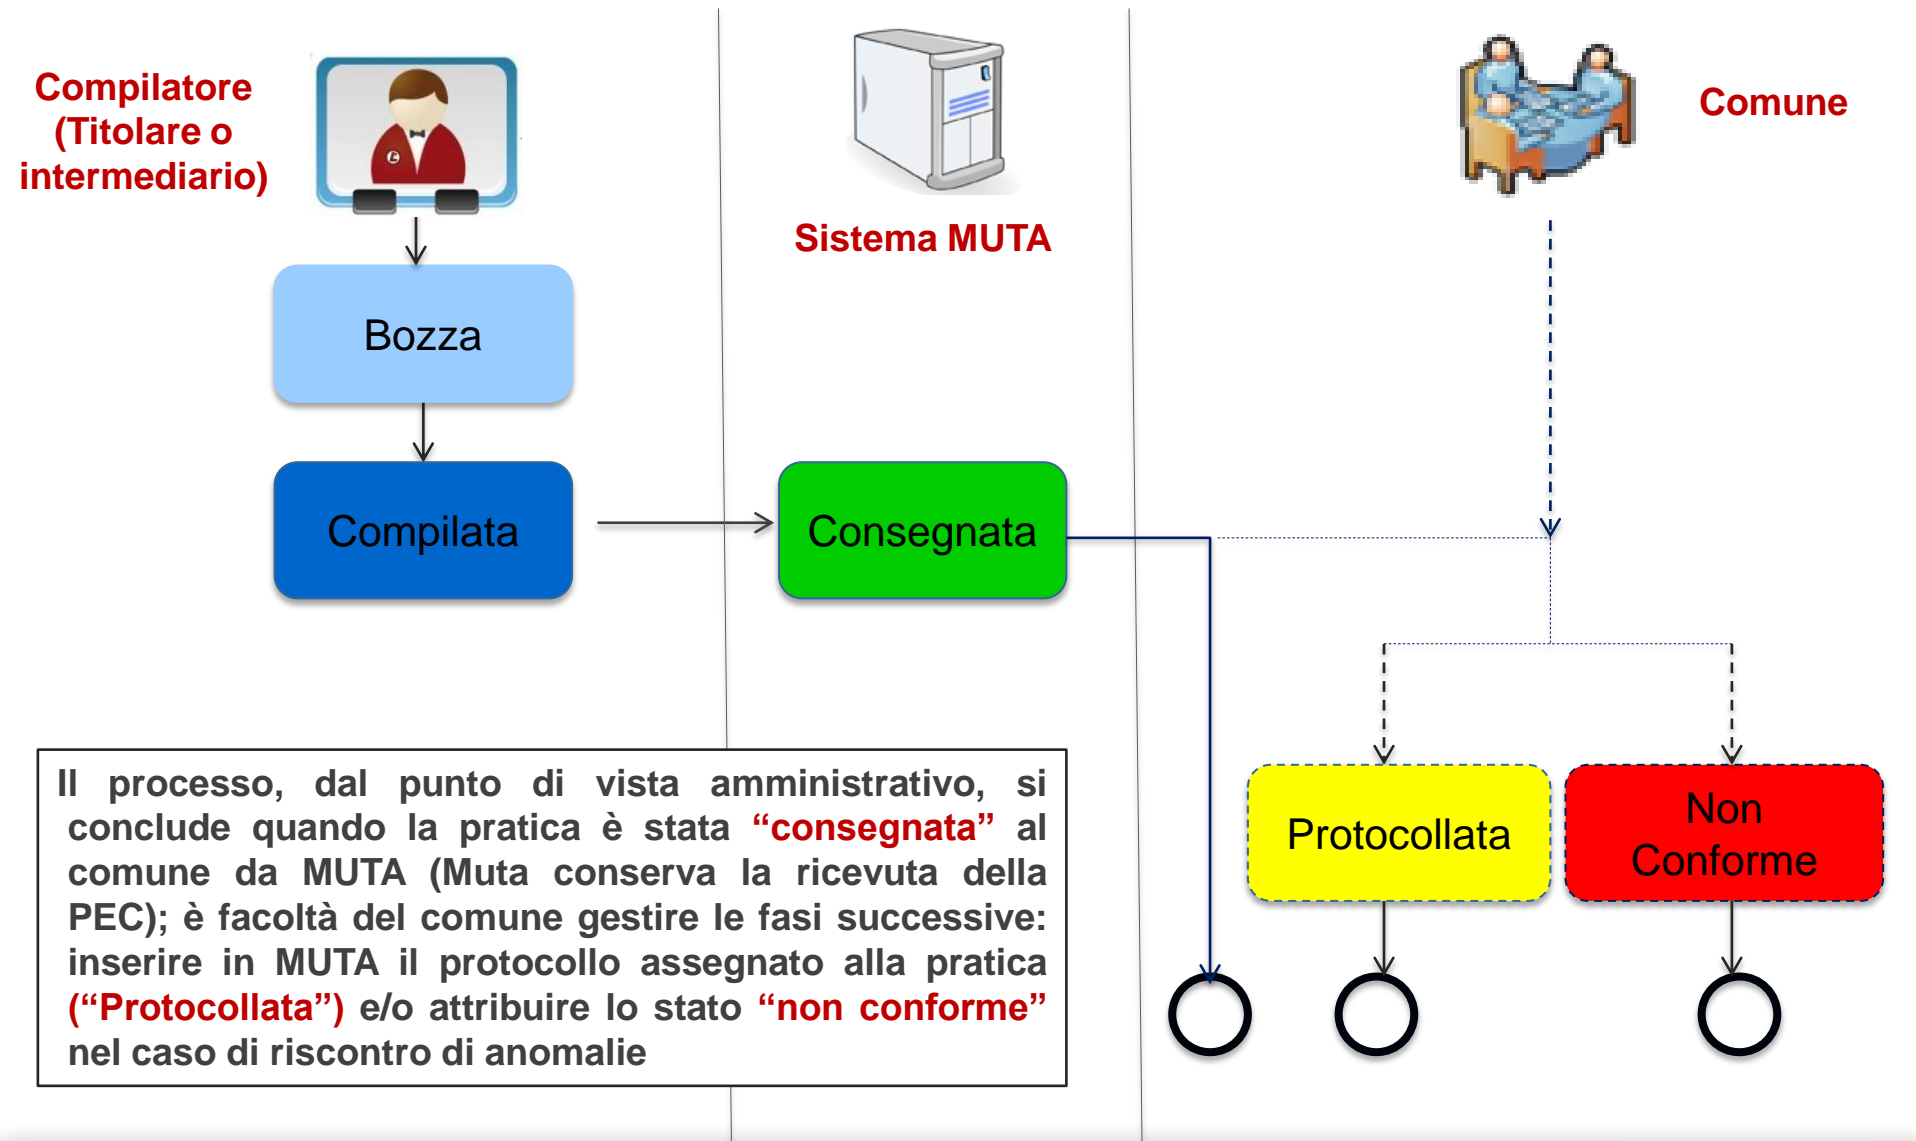 Compilatore
(Titolare o
intermediario)
Sistema MUTA
Comune
Bozza
Compilata
Consegnata
Protocollata
Non
Conforme
Il processo, dal punto di vista amministrativo, si
conclude quando la pratica è stata “consegnata” al
comune da MUTA (Muta conserva la ricevuta della
PEC); è facoltà del comune gestire le fasi successive:
inserire in MUTA il protocollo assegnato alla pratica
(“Protocollata”) e/o attribuire lo stato “non conforme”
nel caso di riscontro di anomalie